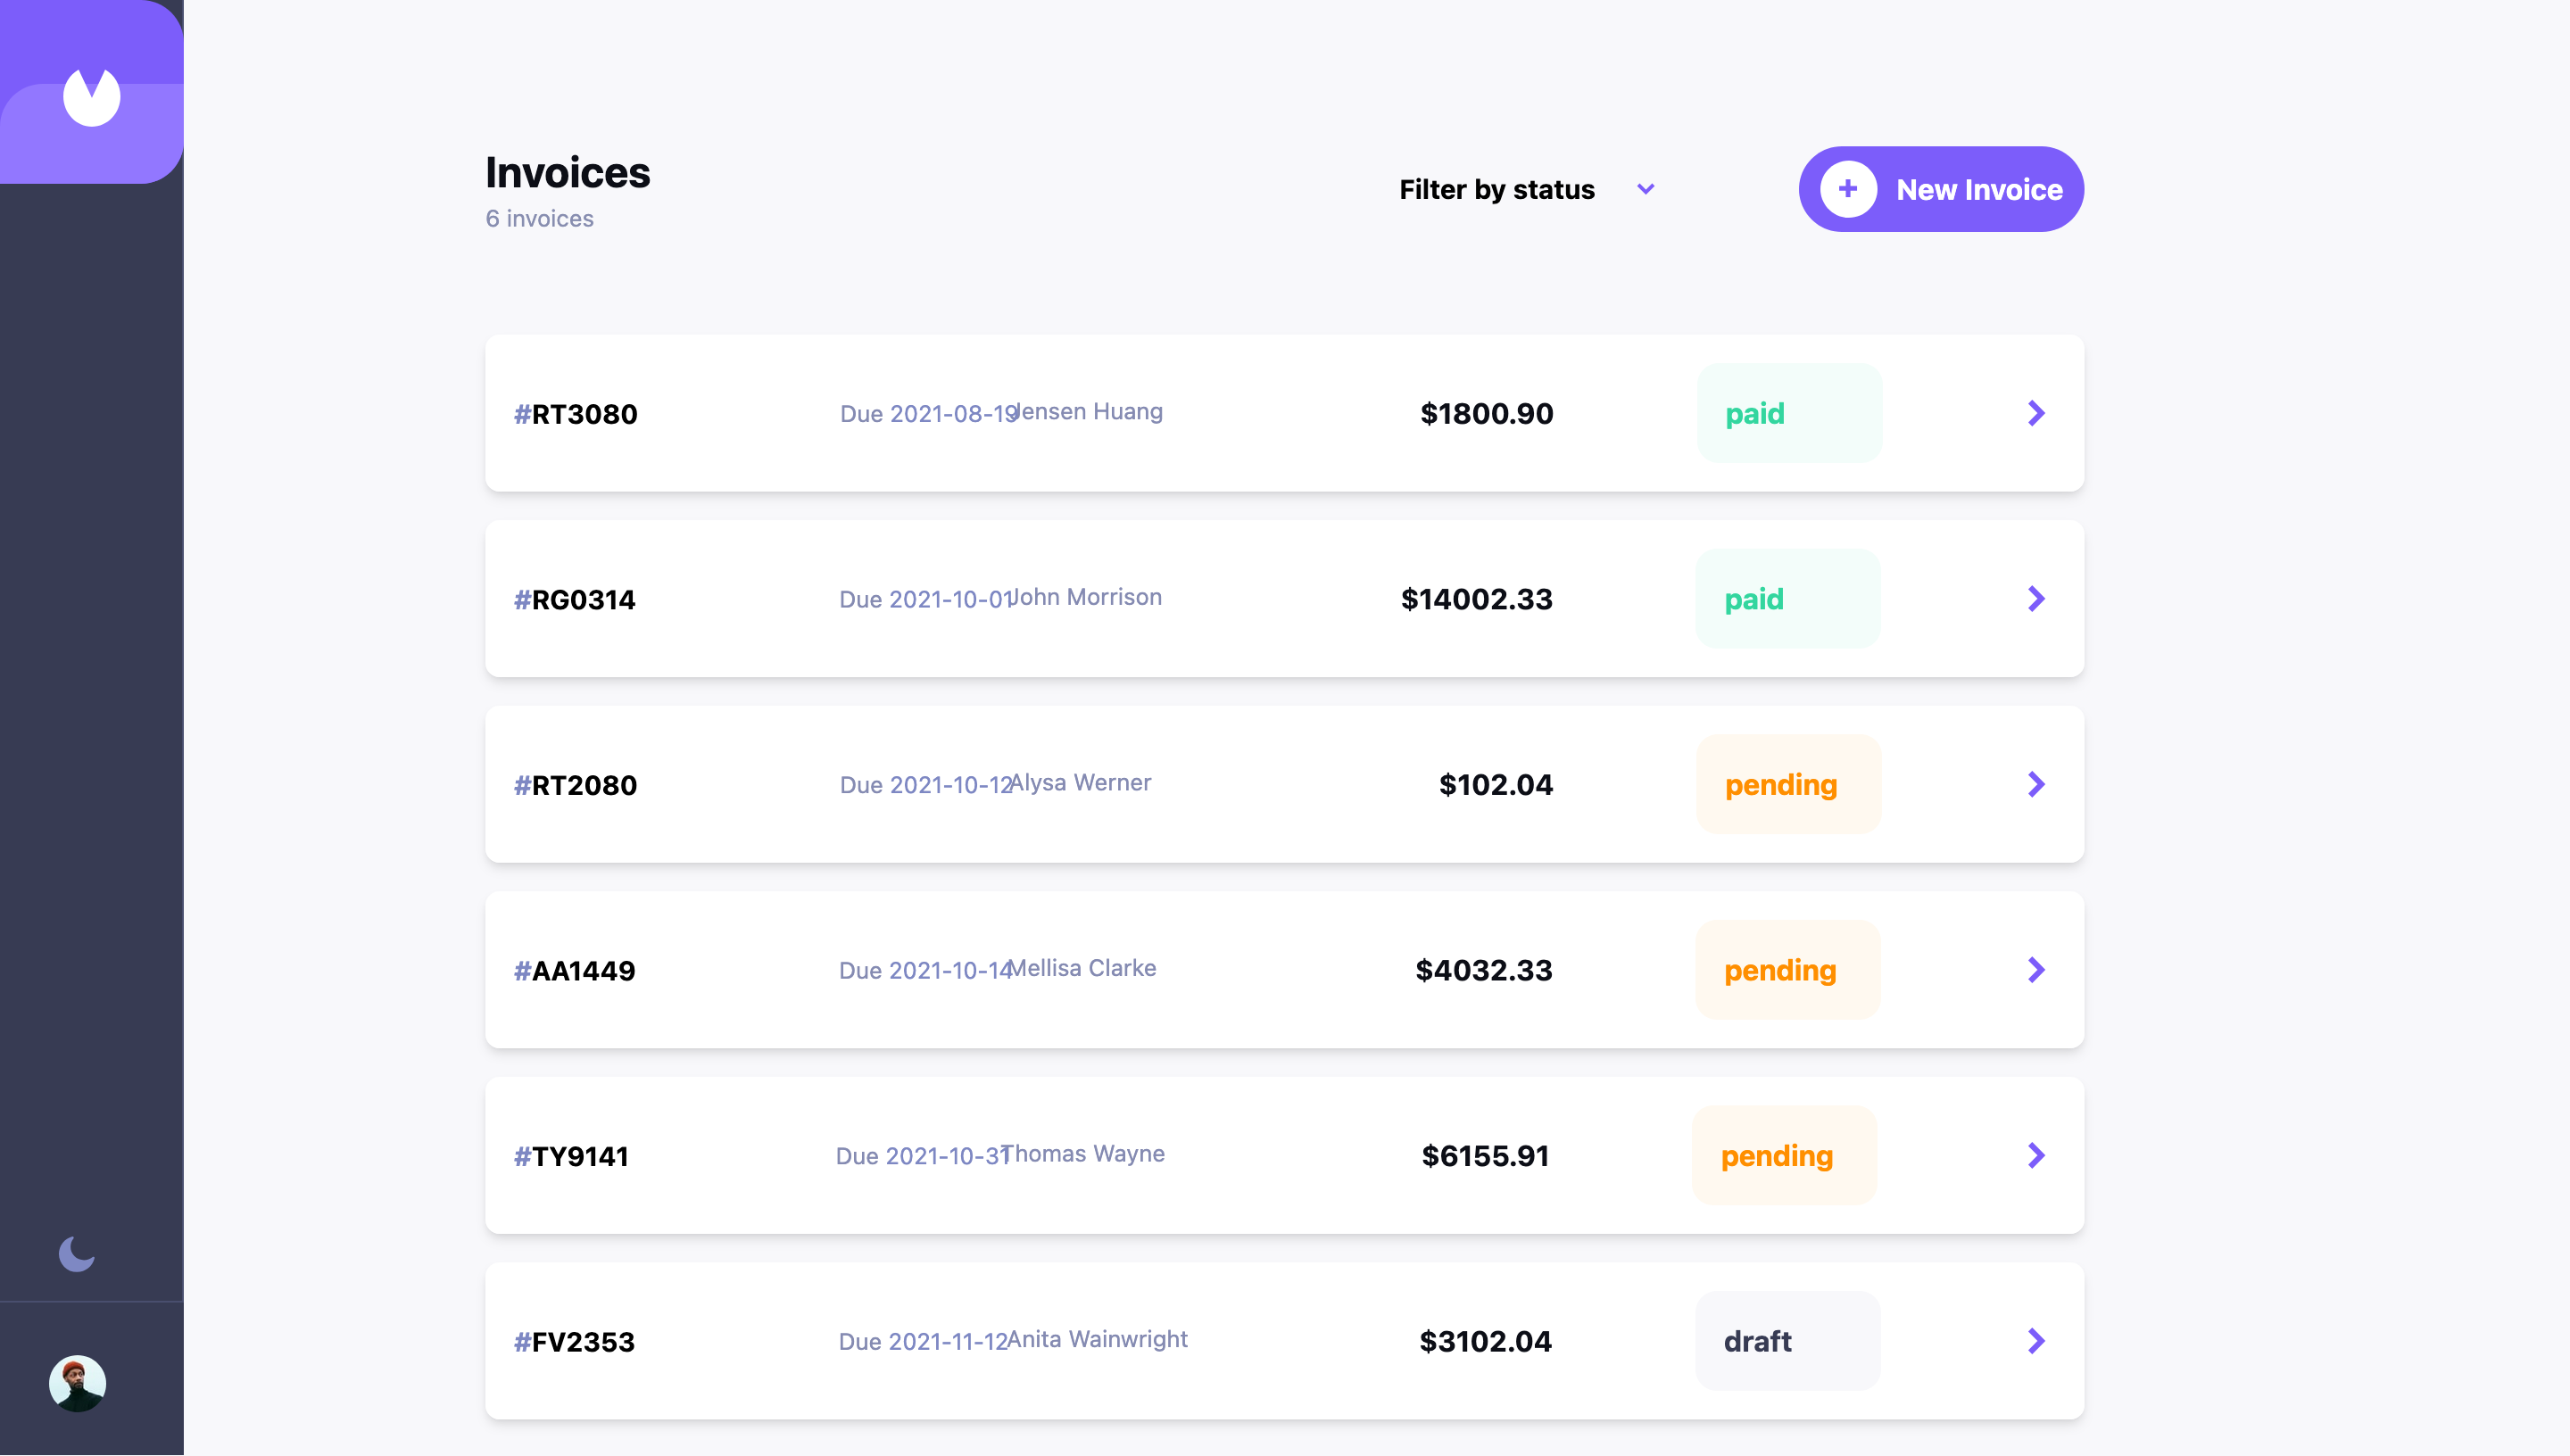 Invoices
6 invoices
Filter by status
+ New Invoice
#RT3080 Due 2021-08-19 Jensen Huang $1800.90 paid
#RG0314 Due 2021-10-01 John Morrison $14002.33 paid
#RT2080 Due 2021-10-12 Alysa Werner $102.04 pending
#AA1449 Due 2021-10-14 Mellisa Clarke $4032.33 pending
#TY9141 Due 2021-10-31 Thomas Wayne $6155.91 pending
#FV2353 Due 2021-11-12 Anita Wainwright $3102.04 draft